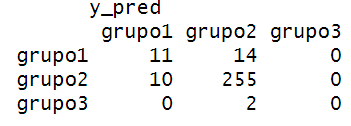 y_pred
grupo1 grupo2 grupo3
grupo1 11 14 0
grupo2 10 255 0
grupo3 0 2 0